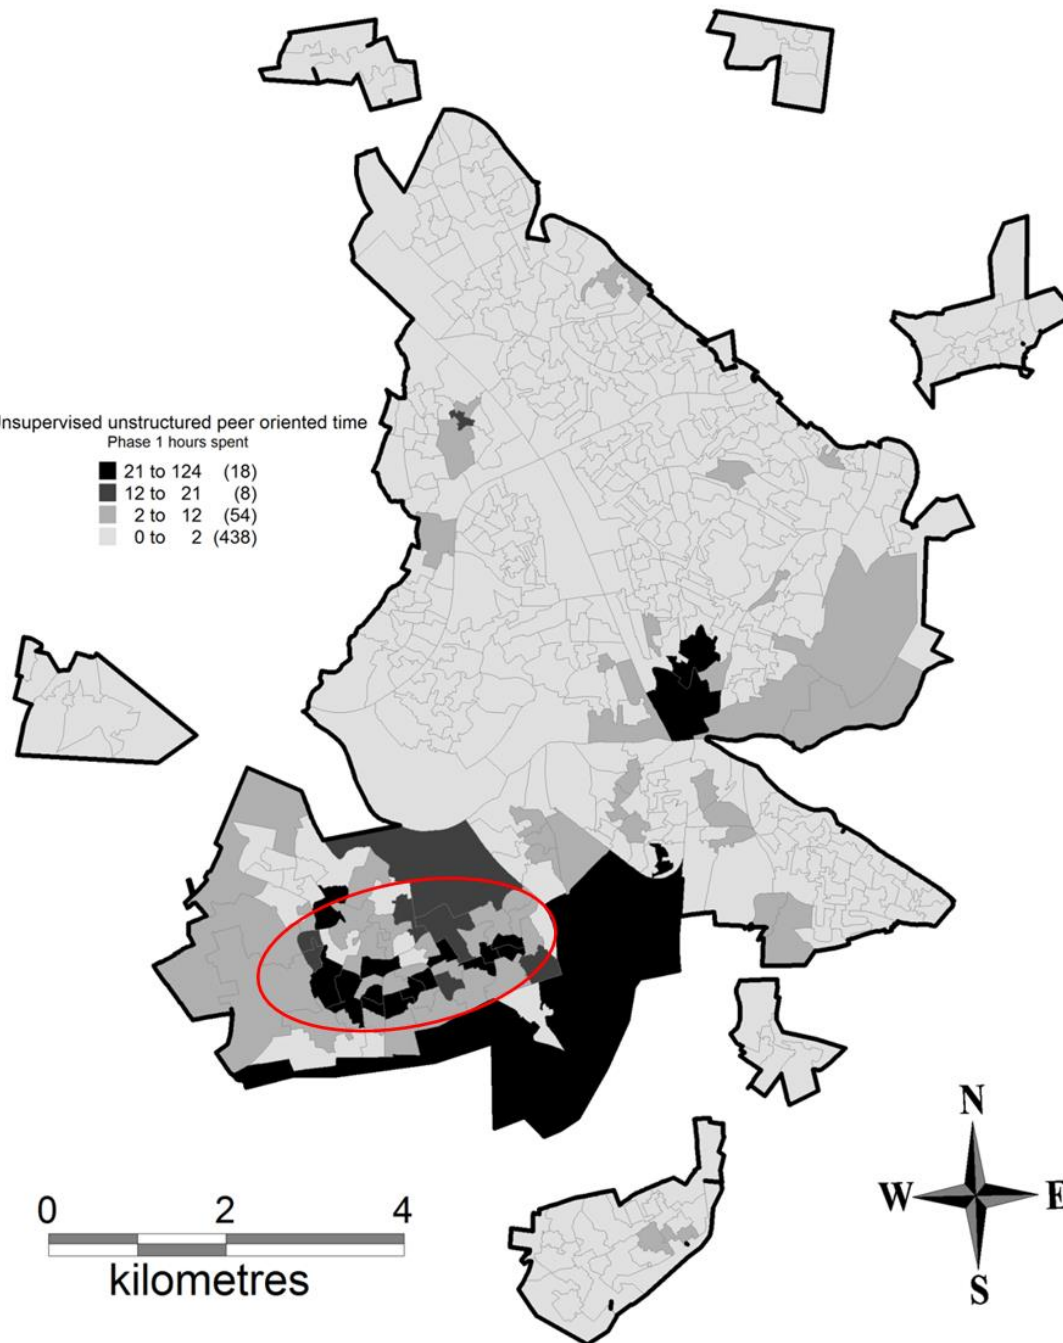 Unsupervised unstructured peer oriented time
Phase 1 hours spent
21 to 124 (18)
12 to 21 (8)
2 to 12 (54)
0 to 2 (438)
N
W E
S
0 2 4
kilometres